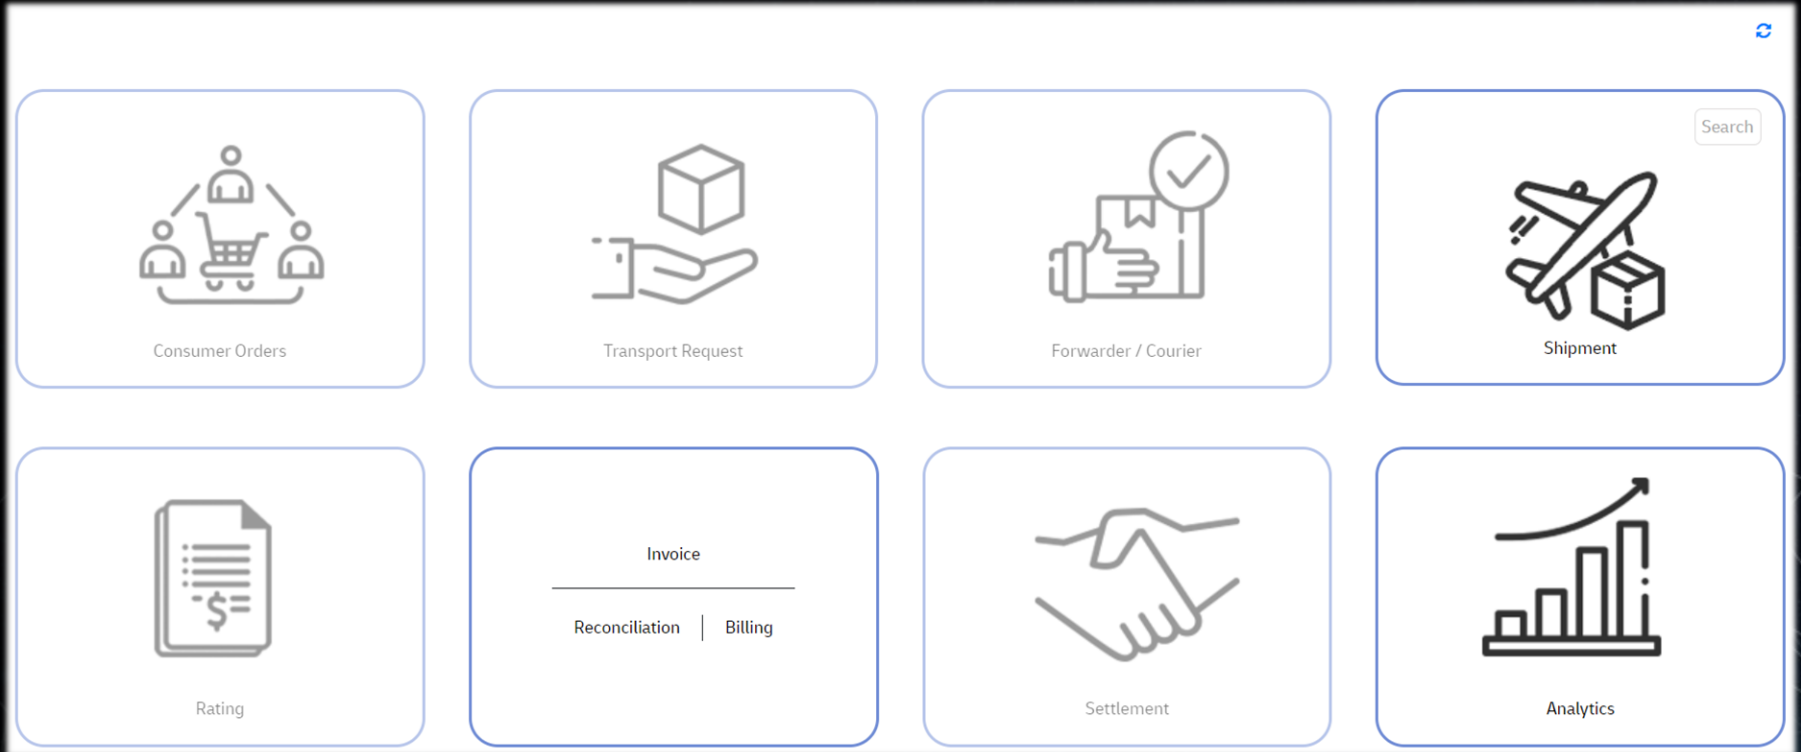 Search
Consumer Orders
Transport Request
Forwarder / Courier
Shipment
Invoice
Reconciliation | Billing
Rating
Settlement
Analytics